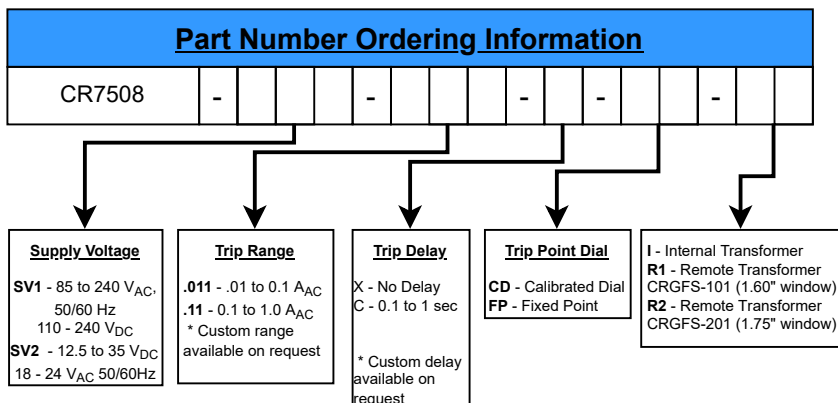 Part Number Ordering Information
CR7508 - - - - -
Supply Voltage
SV1 - 85 to 240 VAC,
50/60 Hz
110 - 240 VDC
SV2 - 12.5 to 35 VDC
18 - 24 VAC 50/60Hz
Trip Range
.011 - .01 to 0.1 AAC
.11 - 0.1 to 1.0 AAC
* Custom range
available on request
Trip Delay
X - No Delay
C - 0.1 to 1 sec
* Custom delay
available on
request
Trip Point Dial
CD - Calibrated Dial
FP - Fixed Point
I - Internal Transformer
R1 - Remote Transformer
CRGFS-101 (1.60" window)
R2 - Remote Transformer
CRGFS-201 (1.75" window)